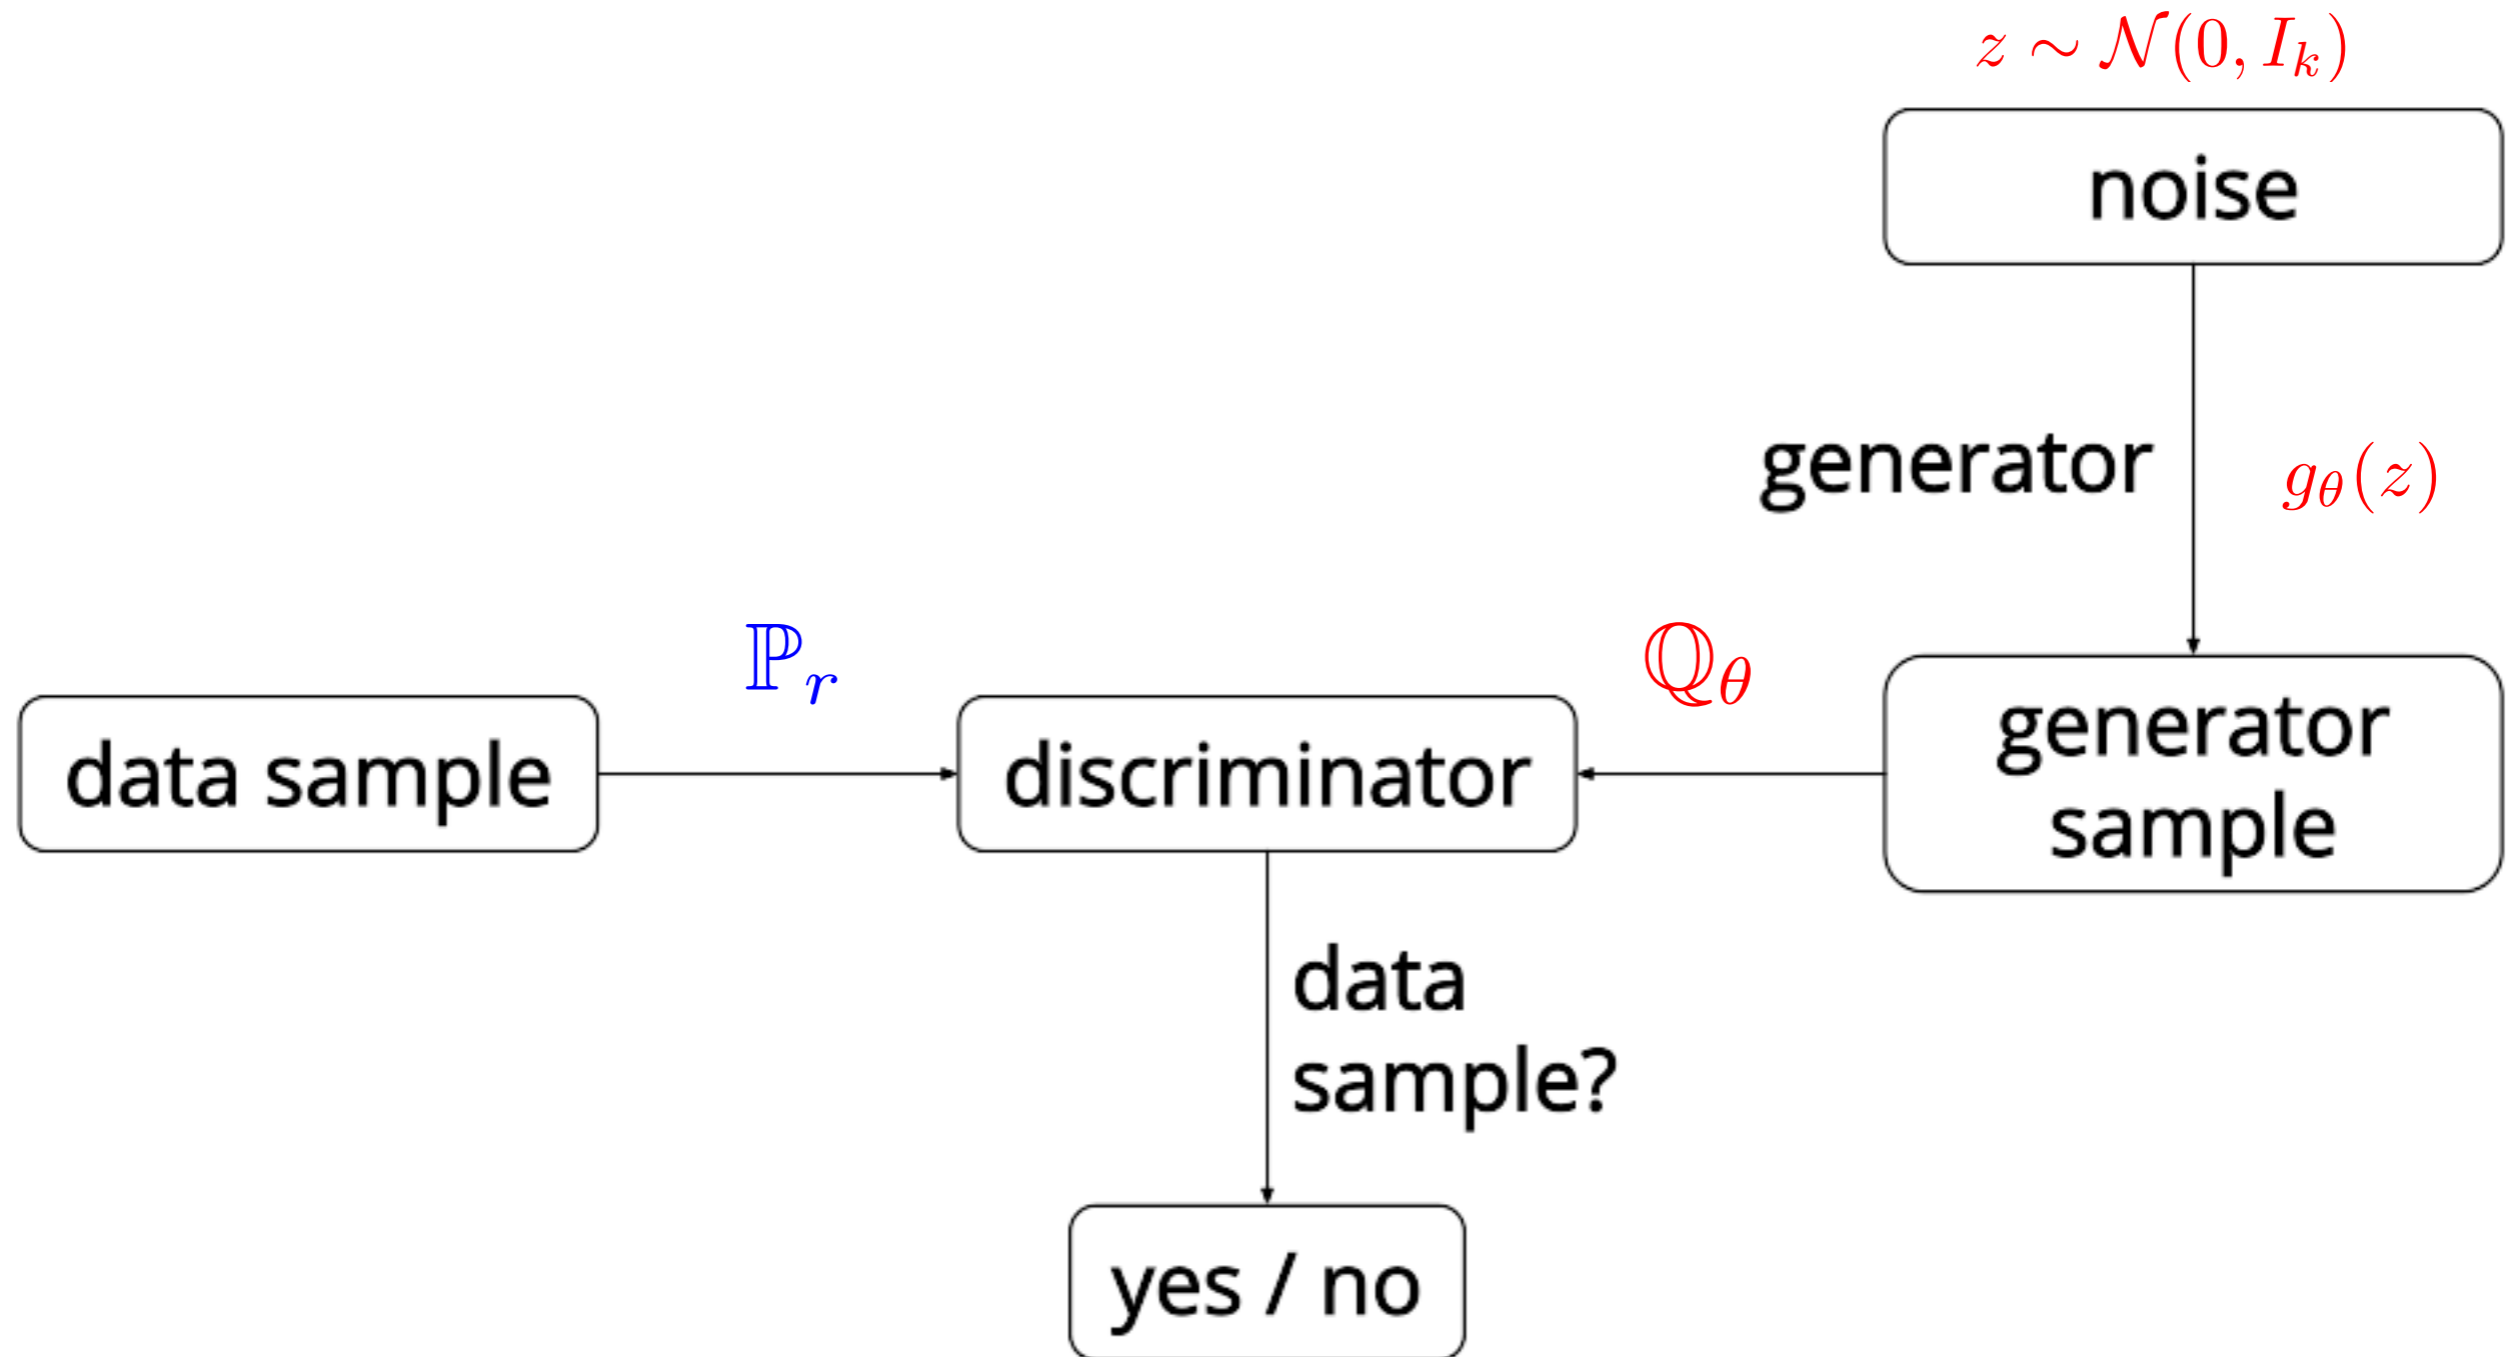 z ∼ 𝒩(0, I_k)
noise
generator
g_θ(z)
ℙ_r
ℚ_θ
data sample
discriminator
generator
sample
data
sample?
yes / no